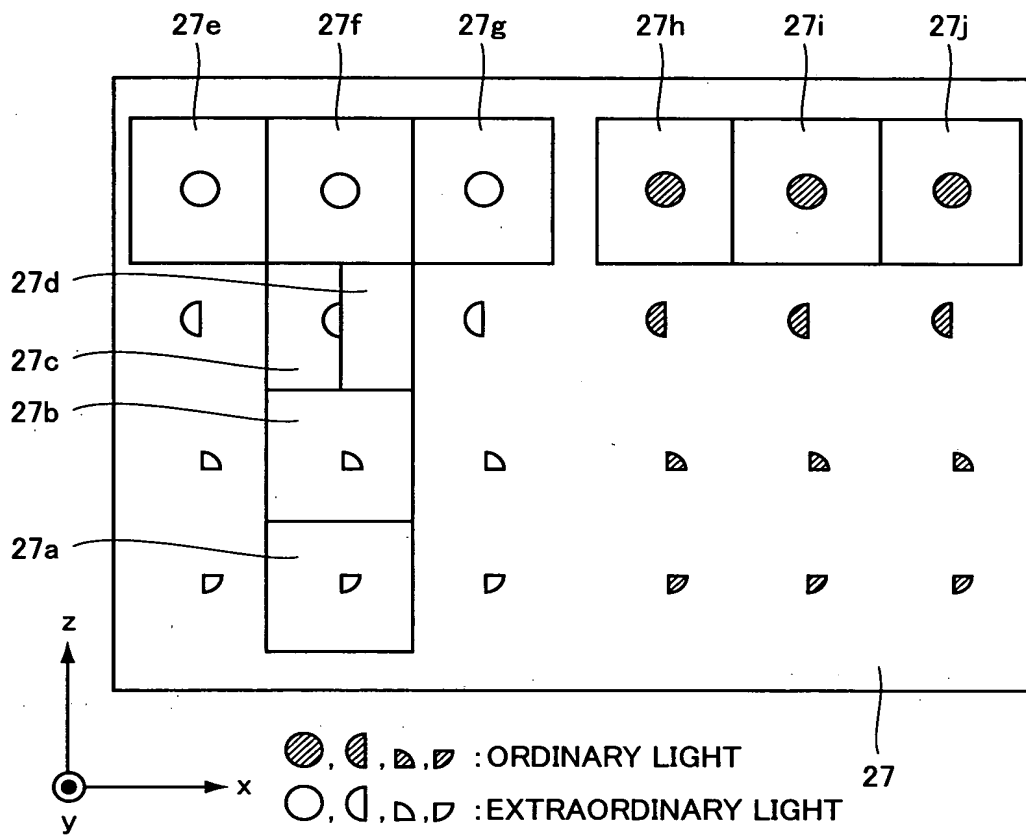 27e 27f 27g 27h 27i 27j
27d
27c
27b
27a
z
x
y
27
: ORDINARY LIGHT
: EXTRAORDINARY LIGHT